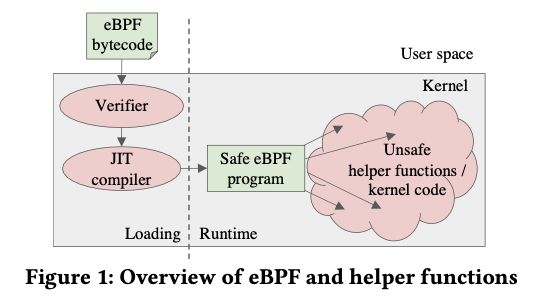 eBPF
bytecode
User space
Kernel
Verifier
JIT
compiler
Safe eBPF
program
Unsafe
helper functions /
kernel code
Loading
Runtime
Figure 1: Overview of eBPF and helper functions